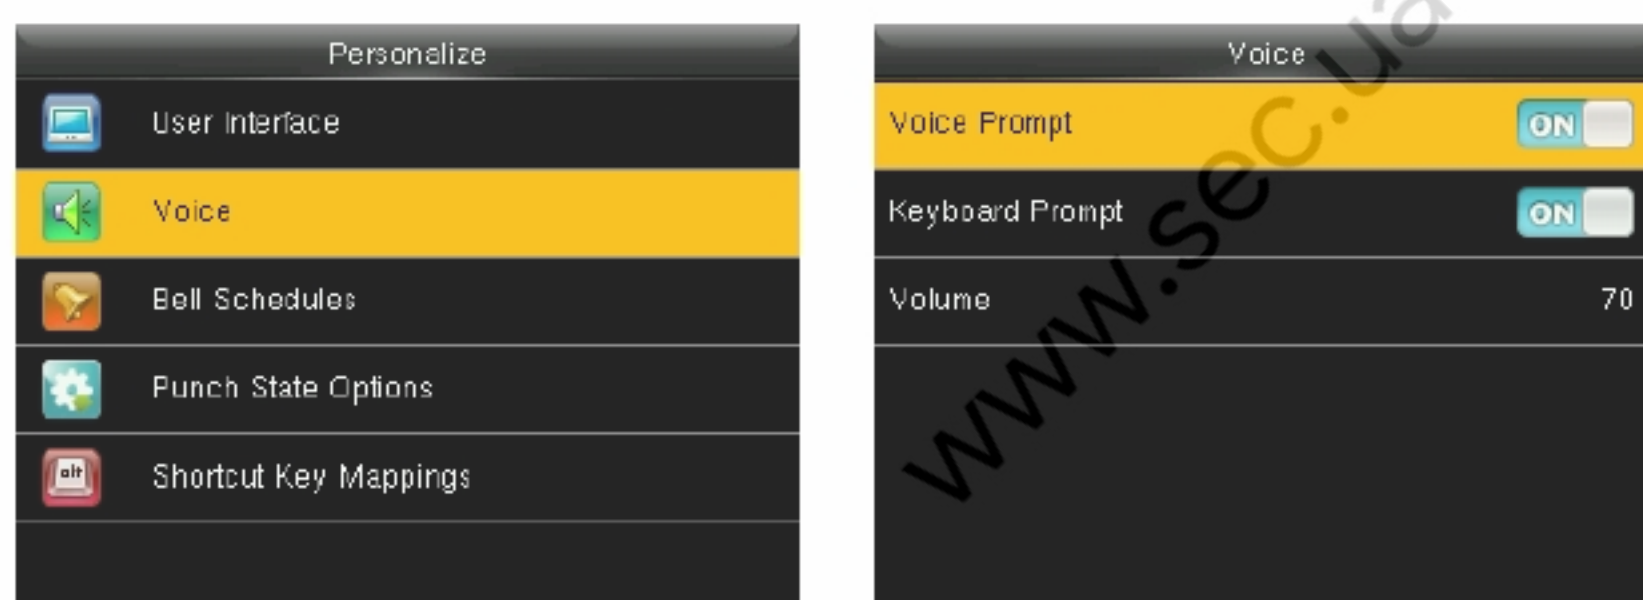 Personalize
User Interface
Voice
Bell Schedules
Punch State Options
alt
Shortcut Key Mappings
Voice
Voice Prompt ON
Keyboard Prompt ON
Volume 70
www.sec.ua